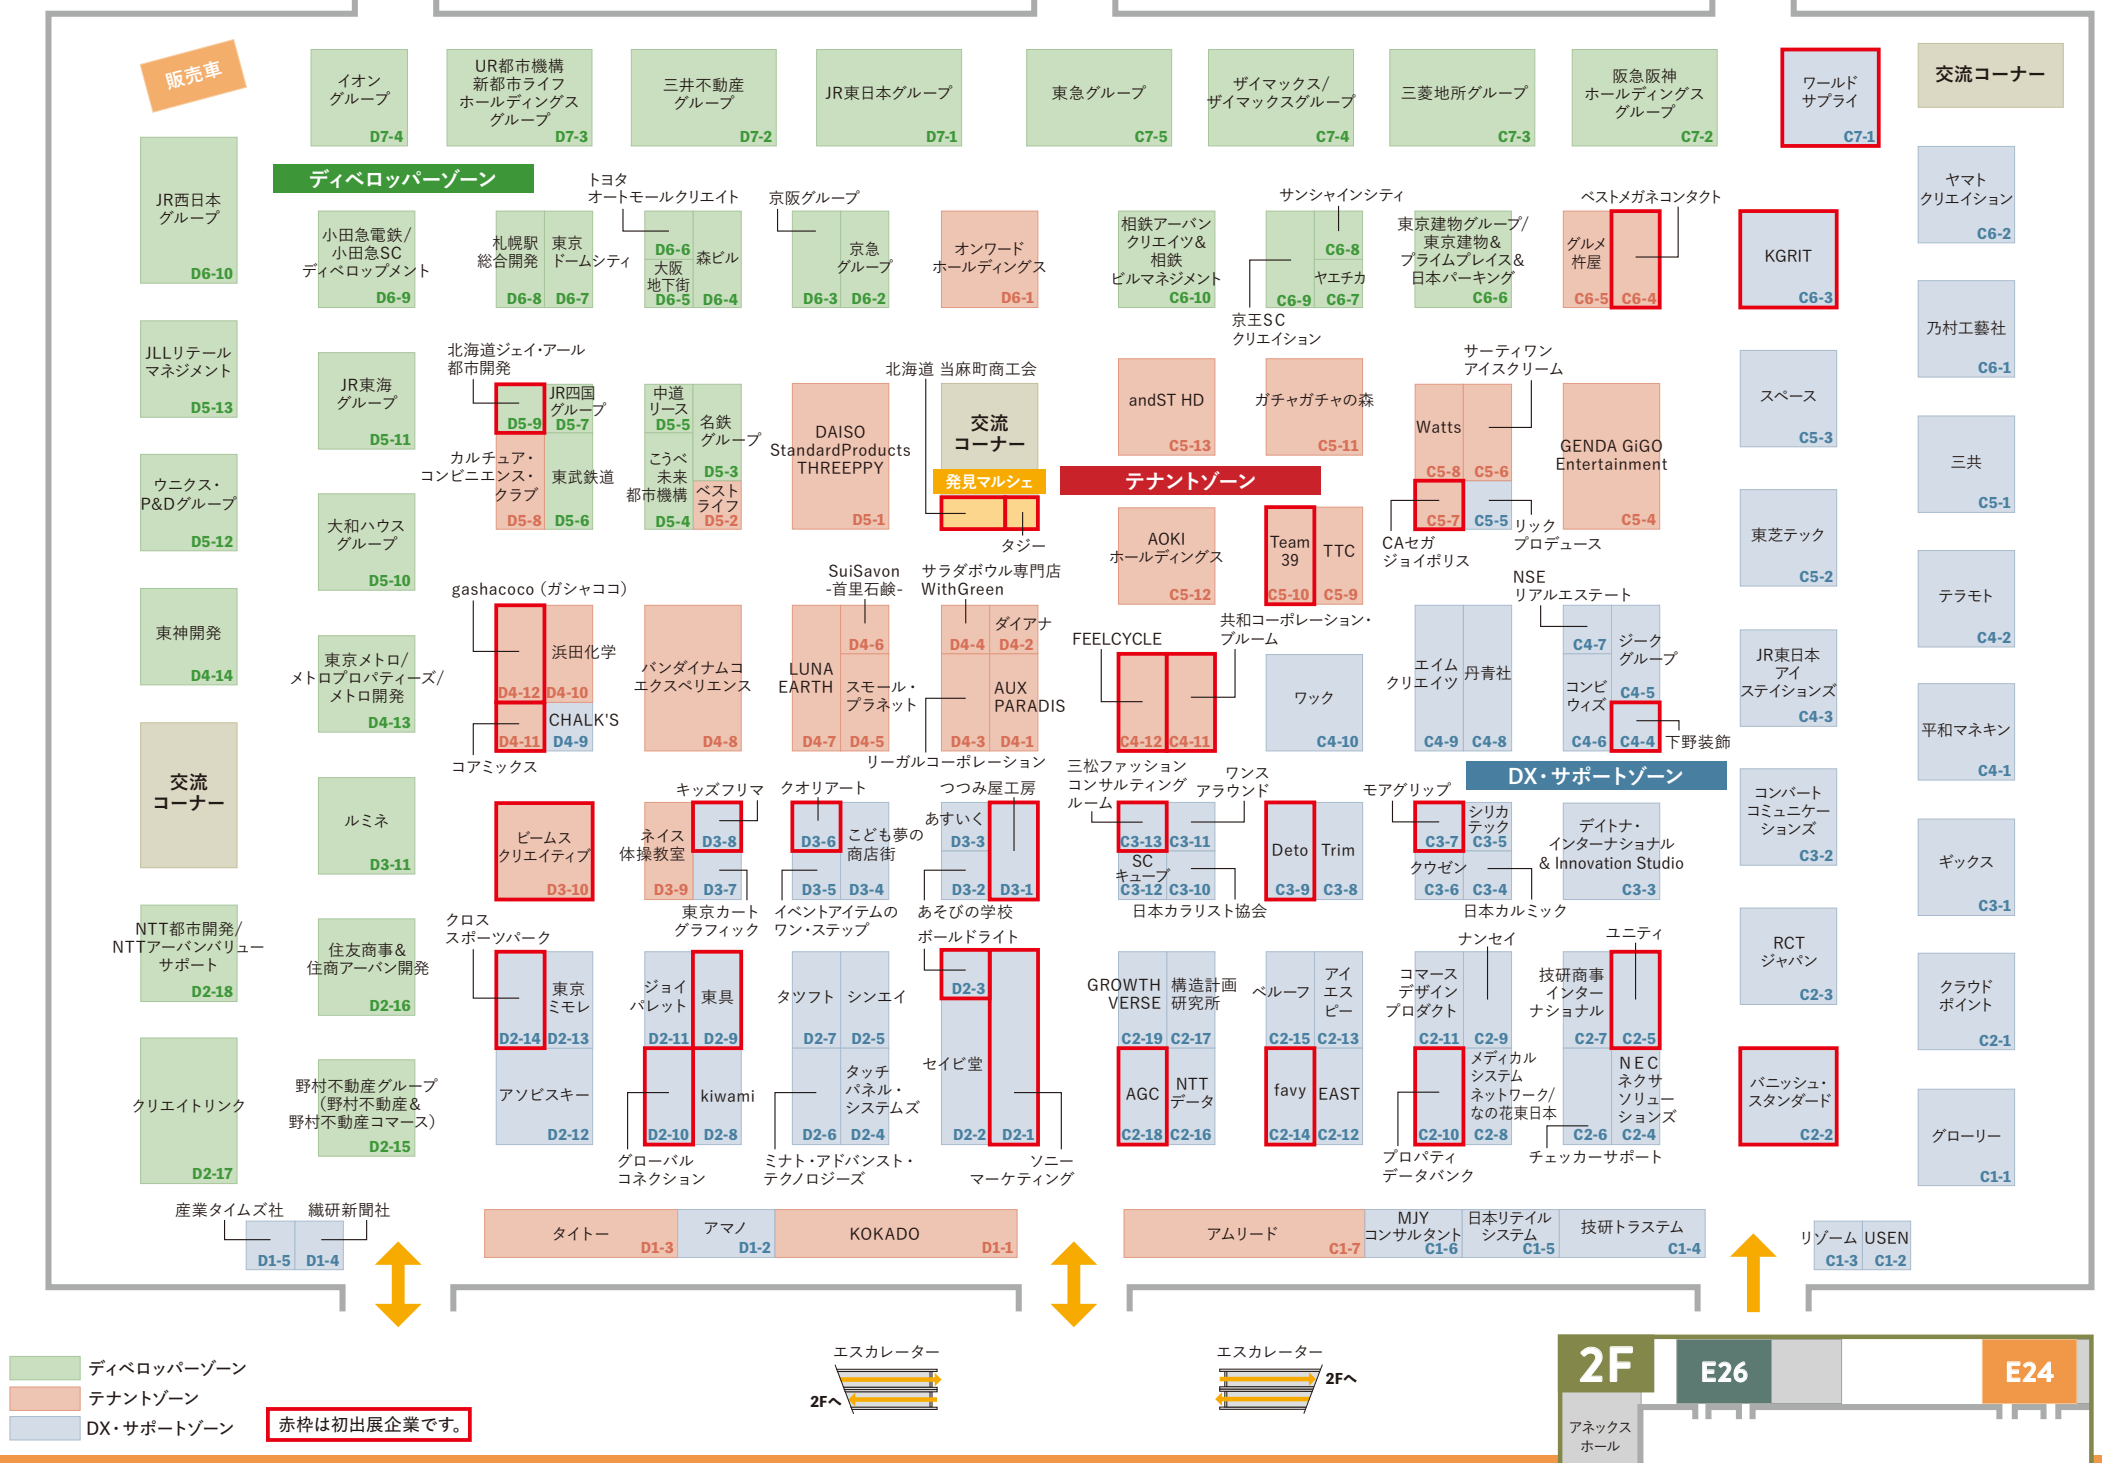 販売車
イオン
グループ
D7-4
UR都市機構
新都市ライフ
ホールディングス
グループ
D7-3
三井不動産
グループ
D7-2
JR東日本グループ
D7-1
東急グループ
C7-5
ザイマックス/
ザイマックスグループ
C7-4
三菱地所グループ
C7-3
阪急阪神
ホールディングス
グループ
C7-2
ワールド
サプライ
C7-1
交流コーナー
JR西日本
グループ
D6-10
ディベロッパーゾーン
小田急電鉄/
小田急SC
ディベロップメント
D6-9
札幌駅
総合開発
D6-8
東京
ドームシティ
D6-7
トヨタ
オートモールクリエイト
D6-6
大阪
地下街
D6-5
森ビル
D6-4
京阪グループ
D6-3
京急
グループ
D6-2
オンワード
ホールディングス
D6-1
相鉄アーバン
クリエイツ&
相鉄
ビルマネジメント
C6-10
サンシャインシティ
C6-8
C6-9
ヤエチカ
C6-7
京王SC
クリエイション
東京建物グループ/
東京建物&
プライムプレイス&
日本パーキング
C6-6
ベストメガネコンタクト
グルメ
杵屋
C6-5
C6-4
KGRIT
C6-3
ヤマト
クリエイション
C6-2
JLLリテール
マネジメント
D5-13
JR東海
グループ
D5-11
北海道ジェイ・アール
都市開発
D5-9
JR四国
グループ
D5-7
カルチュア・
コンビニエンス・
クラブ
D5-8
東武鉄道
D5-6
中道
リース
D5-5
名鉄
グループ
D5-3
こうべ
未来
都市機構
D5-4
ベスト
ライフ
D5-2
DAISO
StandardProducts
THREEPPY
D5-1
北海道 当麻町商工会
交流
コーナー
発見マルシェ
タジー
テナントゾーン
andST HD
C5-13
ガチャガチャの森
C5-11
サーティワン
アイスクリーム
Watts
C5-8
C5-6
C5-7
C5-5
CAセガ
ジョイポリス
リック
プロデュース
GENDA GiGO
Entertainment
C5-4
スペース
C5-3
乃村工藝社
C6-1
三共
C5-1
ウニクス・
P&Dグループ
D5-12
大和ハウス
グループ
D5-10
AOKI
ホールディングス
C5-12
Team
39
C5-10
TTC
C5-9
東芝テック
C5-2
テラモト
C4-2
東神開発
D4-14
東京メトロ/
メトロプロパティーズ/
メトロ開発
D4-13
gashacoco(ガシャココ)
D4-12
浜田化学
D4-10
D4-11
CHALK'S
D4-9
コアミックス
バンダイナムコ
エクスペリエンス
D4-8
SuiSavon
-首里石鹸-
LUNA
EARTH
D4-7
D4-6
スモール・
プラネット
D4-5
サラダボウル専門店
WithGreen
D4-4
ダイアナ
D4-2
D4-3
AUX
PARADIS
D4-1
リーガルコーポレーション
FEELCYCLE
C4-12
共和コーポレーション・
ブルーム
C4-11
ワック
C4-10
エイム
クリエイツ
C4-9
丹青社
C4-8
NSE
リアルエステート
C4-7
ジーク
グループ
C4-5
コンビ
ウィズ
C4-6
C4-4
下野装飾
JR東日本
アイ
ステイションズ
C4-3
平和マネキン
C4-1
DX・サポートゾーン
交流
コーナー
ルミネ
D3-11
ビームス
クリエイティブ
D3-10
キッズフリマ
ネイス
体操教室
D3-9
D3-8
D3-7
東京カート
グラフィック
クオリアート
D3-6
こども夢の
商店街
D3-5
D3-4
イベントアイテムの
ワン・ステップ
つつみ屋工房
あすいく
D3-3
D3-2
D3-1
あそびの学校
三松ファッション
コンサルティング
ルーム
C3-13
ワンス
アラウンド
C3-11
SC
キューブ
C3-12
C3-10
日本カラリスト協会
Deto
C3-9
Trim
C3-8
モアグリップ
C3-7
シリカ
テック
C3-5
クウゼン
C3-6
C3-4
日本カルミック
デイトナ・
インターナショナル
& Innovation Studio
C3-3
コンバート
コミュニケー
ションズ
C3-2
ギックス
C3-1
NTT都市開発/
NTTアーバンバリュー
サポート
D2-18
住友商事&
住商アーバン開発
D2-16
クロス
スポーツパーク
D2-14
東京
ミモレ
D2-13
アソビスキー
D2-12
ジョイ
パレット
D2-11
東具
D2-9
D2-10
kiwami
D2-8
グローバル
コネクション
タツフト
D2-7
シンエイ
D2-5
D2-6
タッチ
パネル・
システムズ
D2-4
ミナト・アドバンスト・
テクノロジーズ
ボールドライト
D2-3
セイビ堂
D2-2
D2-1
ソニー
マーケティング
GROWTH
VERSE
C2-19
構造計画
研究所
C2-17
AGC
C2-18
NTT
データ
C2-16
ベルーフ
C2-15
アイ
エス
ピー
C2-13
favy
C2-14
EAST
C2-12
コマース
デザイン
プロダクト
C2-11
ナンセイ
C2-9
C2-10
メディカル
システム
ネットワーク/
なの花東日本
C2-8
プロパティ
データバンク
ユニティ
技研商事
インター
ナショナル
C2-7
C2-5
C2-6
NEC
ネクサ
ソリュー
ションズ
C2-4
チェッカーサポート
RCT
ジャパン
C2-3
バニッシュ・
スタンダード
C2-2
クラウド
ポイント
C2-1
グローリー
C1-1
クリエイトリンク
D2-17
野村不動産グループ
(野村不動産&
野村不動産コマース)
D2-15
産業タイムズ社
D1-5
繊研新聞社
D1-4
タイトー
D1-3
アマノ
D1-2
KOKADO
D1-1
アムリード
C1-7
MJY
コンサルタント
C1-6
日本リテイル
システム
C1-5
技研トラステム
C1-4
リゾーム
C1-3
USEN
C1-2
ディベロッパーゾーン
テナントゾーン
DX・サポートゾーン
赤枠は初出展企業です。
エスカレーター
2Fへ
エスカレーター
2Fへ
2F
E26
E24
アネックス
ホール